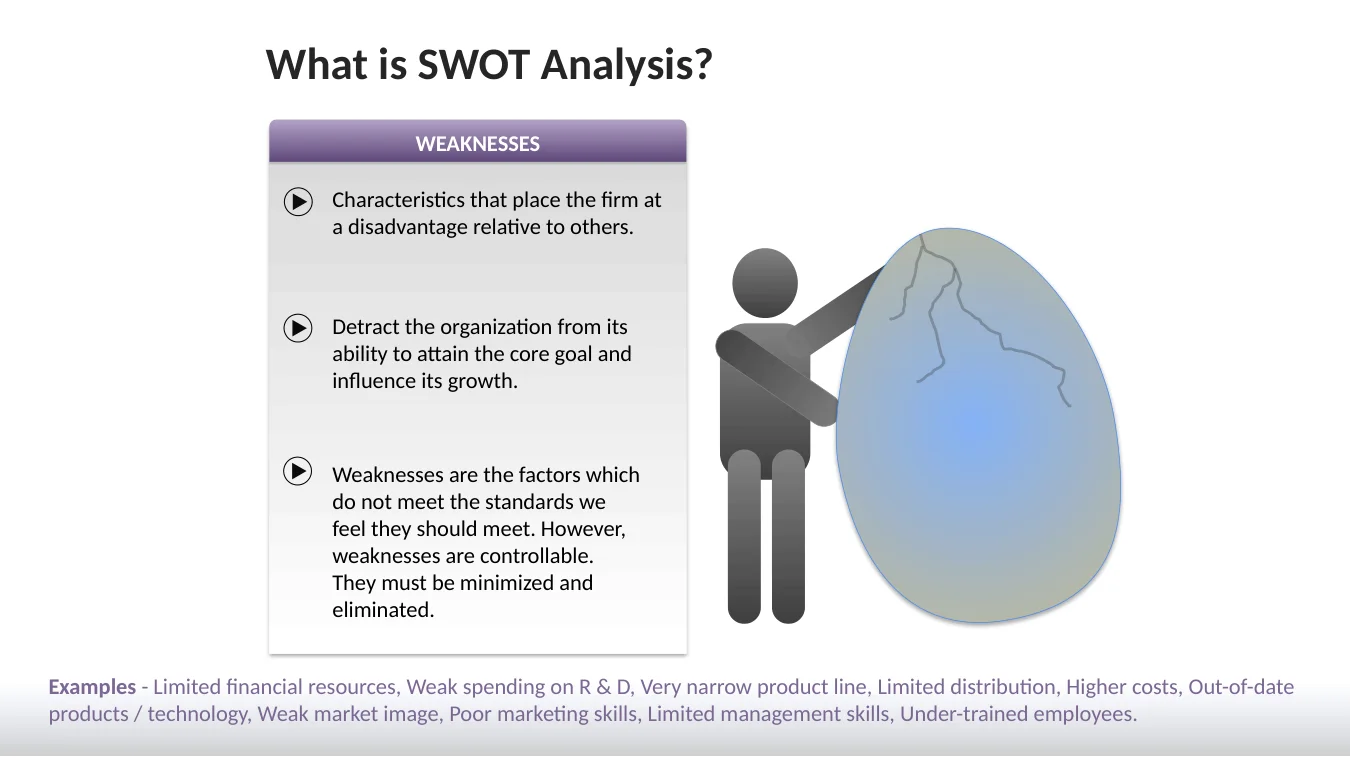 What is SWOT Analysis?
WEAKNESSES
Characteristics that place the firm at
a disadvantage relative to others.
Detract the organization from its
ability to attain the core goal and
influence its growth.
Weaknesses are the factors which
do not meet the standards we
feel they should meet. However,
weaknesses are controllable.
They must be minimized and
eliminated.
Examples - Limited financial resources, Weak spending on R & D, Very narrow product line, Limited distribution, Higher costs, Out-of-date
products / technology, Weak market image, Poor marketing skills, Limited management skills, Under-trained employees.